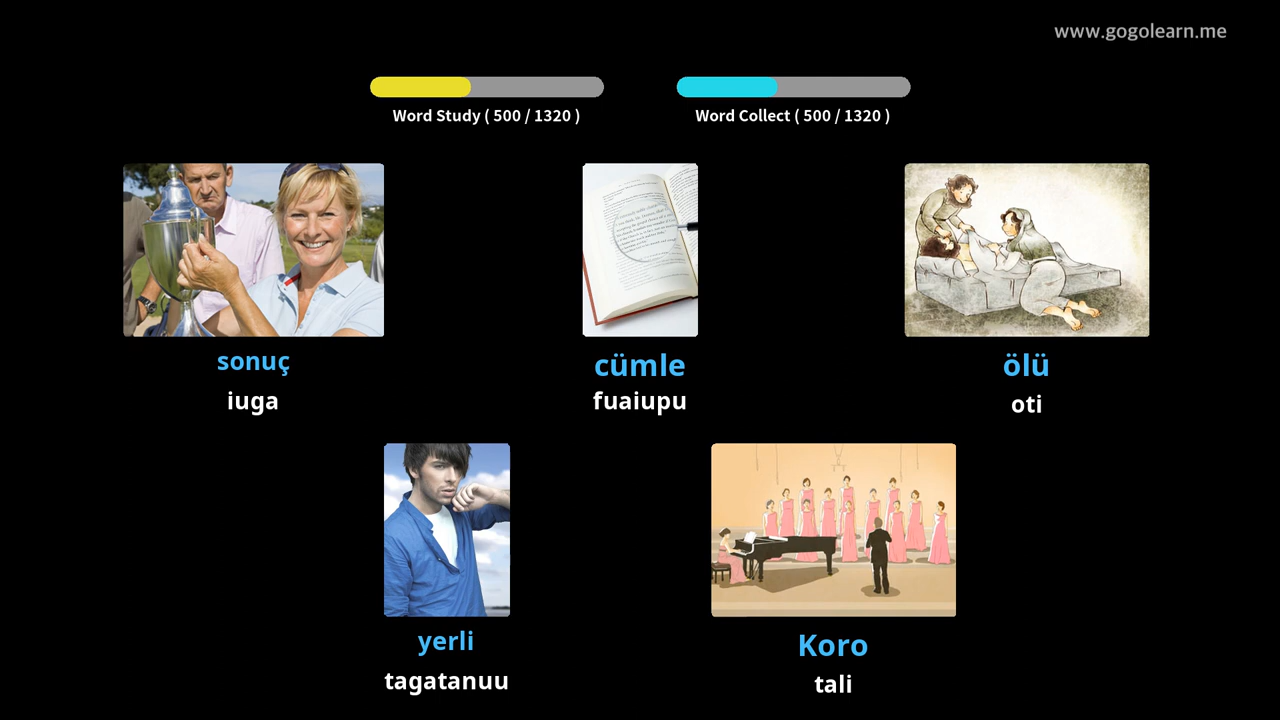 www.gogolearn.me
Word Study ( 500 / 1320 )
Word Collect ( 500 / 1320 )
sonuç
iuga
cümle
fuaiupu
ölü
oti
yerli
tagatanuu
Koro
tali